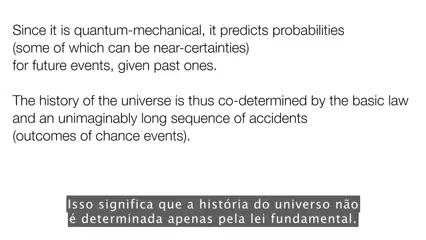 Since it is quantum-mechanical, it predicts probabilities
(some of which can be near-certainties)
for future events, given past ones.
The history of the universe is thus co-determined by the basic law
and an unimaginably long sequence of accidents
(outcomes of chance events).
Isso significa que a história do universo não
é determinada apenas pela lei fundamental.